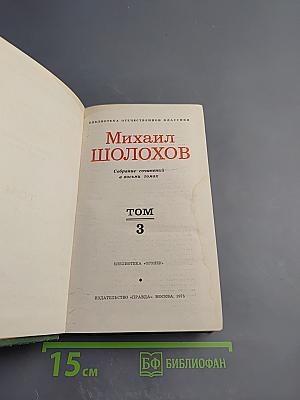 БИБЛИОТЕКА ОТЕЧЕСТВЕННОЙ КЛАССИКИ
Михаил
ШОЛОХОВ
Собрание сочинений
в восьми томах
ТОМ
3
БИБЛИОТЕКА «ОГОНЕК»
ИЗДАТЕЛЬСТВО «ПРАВДА». МОСКВА. 1975
15 см
БФ БИБЛИОФАН